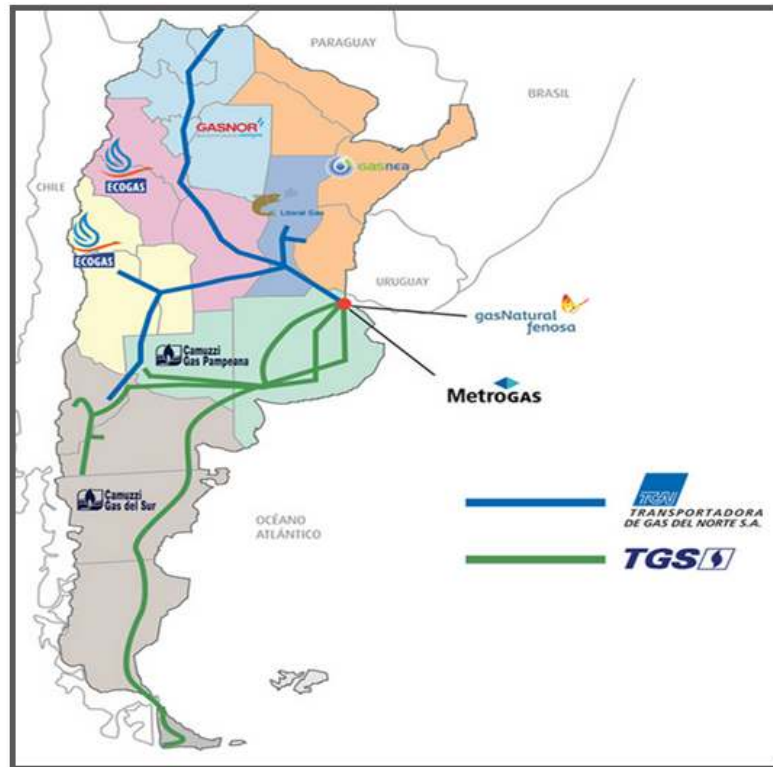 PARAGUAY
BRASIL
GASNOR
gasnea
ECOGAS
CHILE
Litoral Gas
ECOGAS
URUGUAY
gasNatural
fenosa
Camuzzi
Gas Pampeana
MetroGAS
Camuzzi
Gas del Sur
OCÉANO
ATLÁNTICO
TRANSPORTADORA
DE GAS DEL NORTE S.A.
TGS